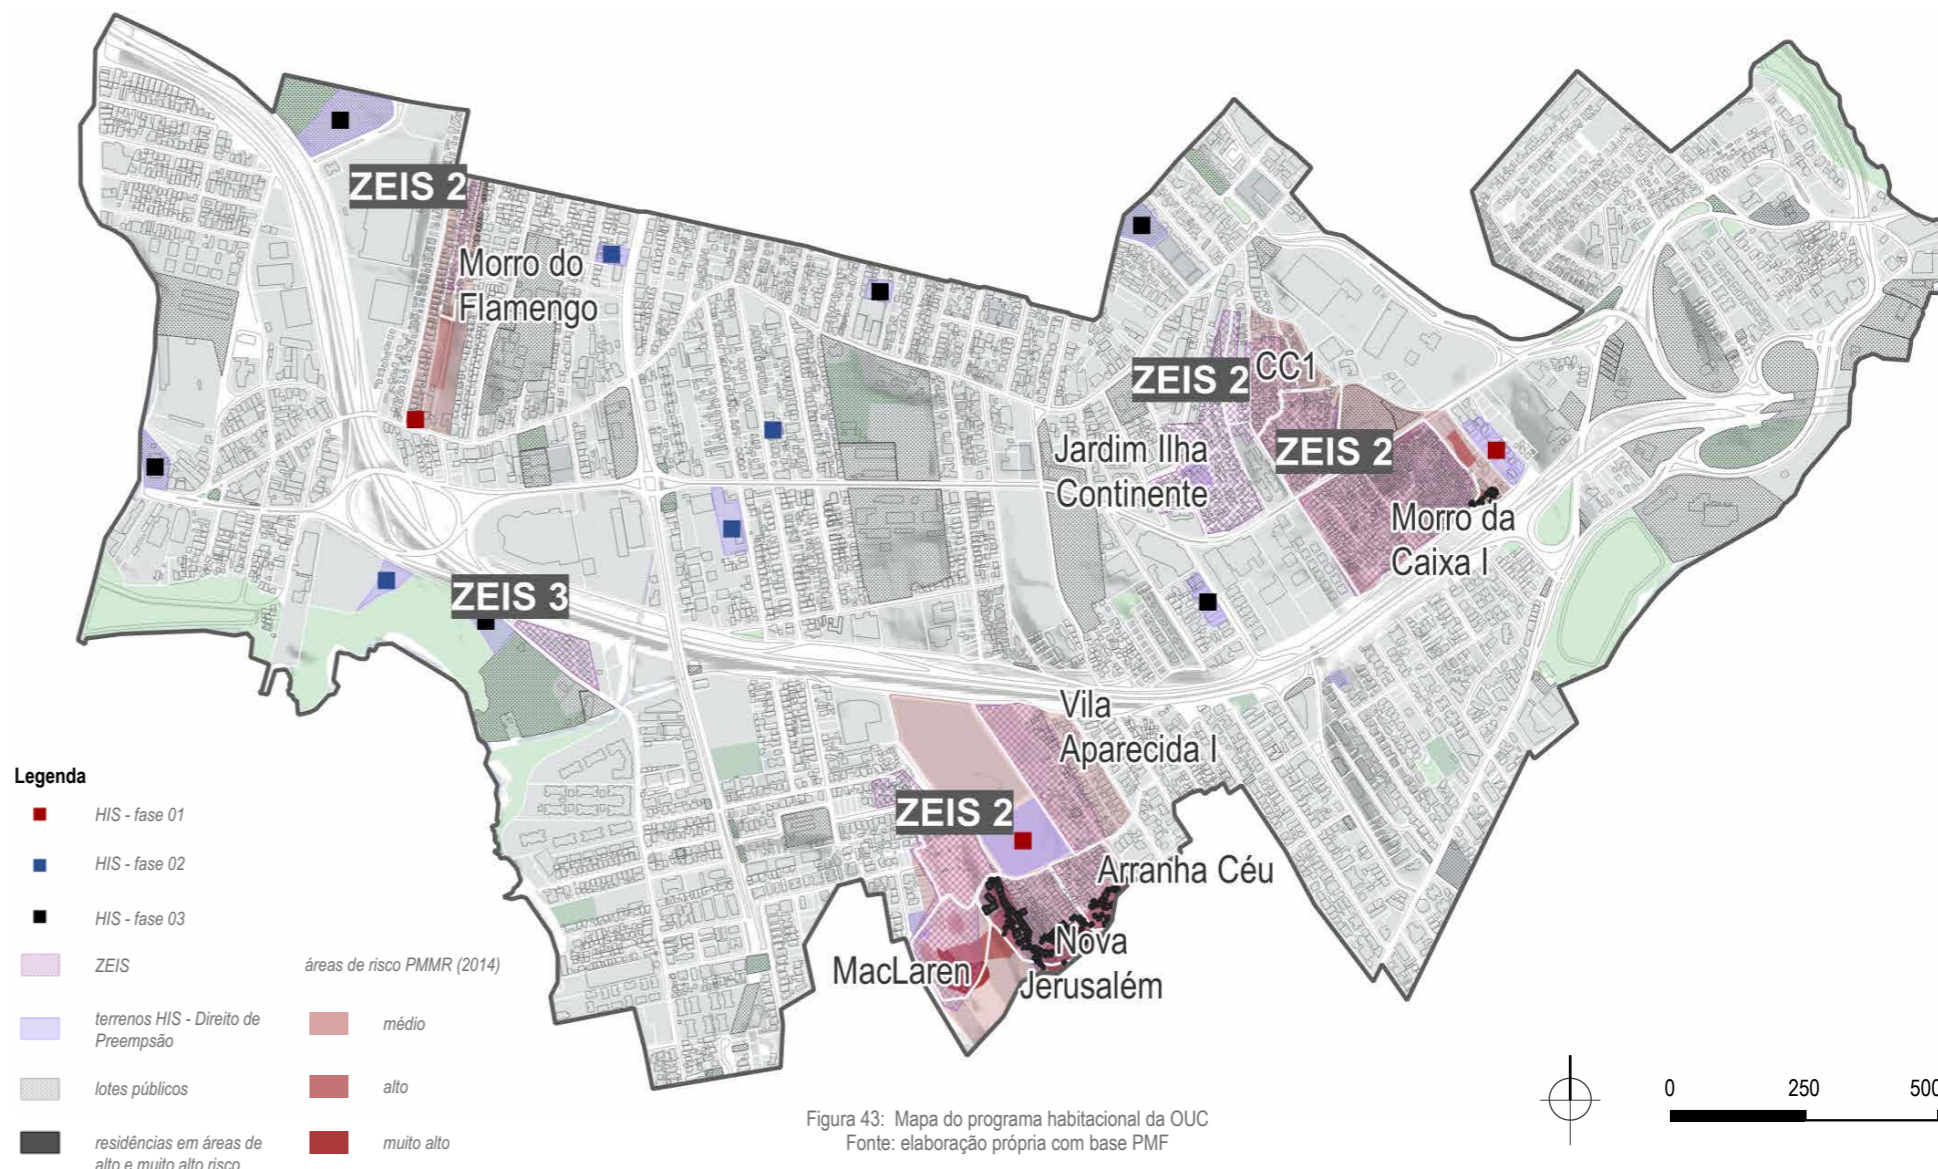 ZEIS 2
Morro do
Flamengo
ZEIS 2
CC1
Jardim Ilha
Continente
ZEIS 2
Morro da
Caixa I
ZEIS 3
Vila
Aparecida I
ZEIS 2
Arranha Céu
Nova
Jerusalém
MacLaren
Legenda
HIS - fase 01
HIS - fase 02
HIS - fase 03
ZEIS
terrenos HIS - Direito de
Preempsão
lotes públicos
residências em áreas de
alto e muito alto risco
áreas de risco PMMR (2014)
médio
alto
muito alto
Figura 43: Mapa do programa habitacional da OUC
Fonte: elaboração própria com base PMF
0 250 500